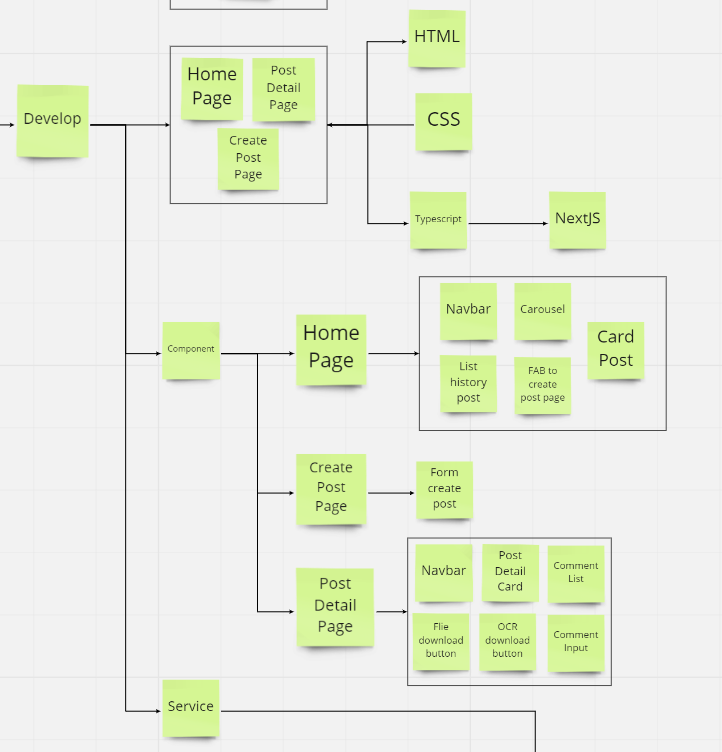 HTML
Home
Page
Post
Detail
Page
Develop
CSS
Create
Post
Page
Typescript
NextJS
Navbar
Carousel
Card
Post
Component
Home
Page
List
history
post
FAB to
create
post page
Create
Post
Page
Form
create
post
Post
Detail
Page
Navbar
Post
Detail
Card
Comment
List
Flie
download
button
OCR
download
button
Comment
Input
Service